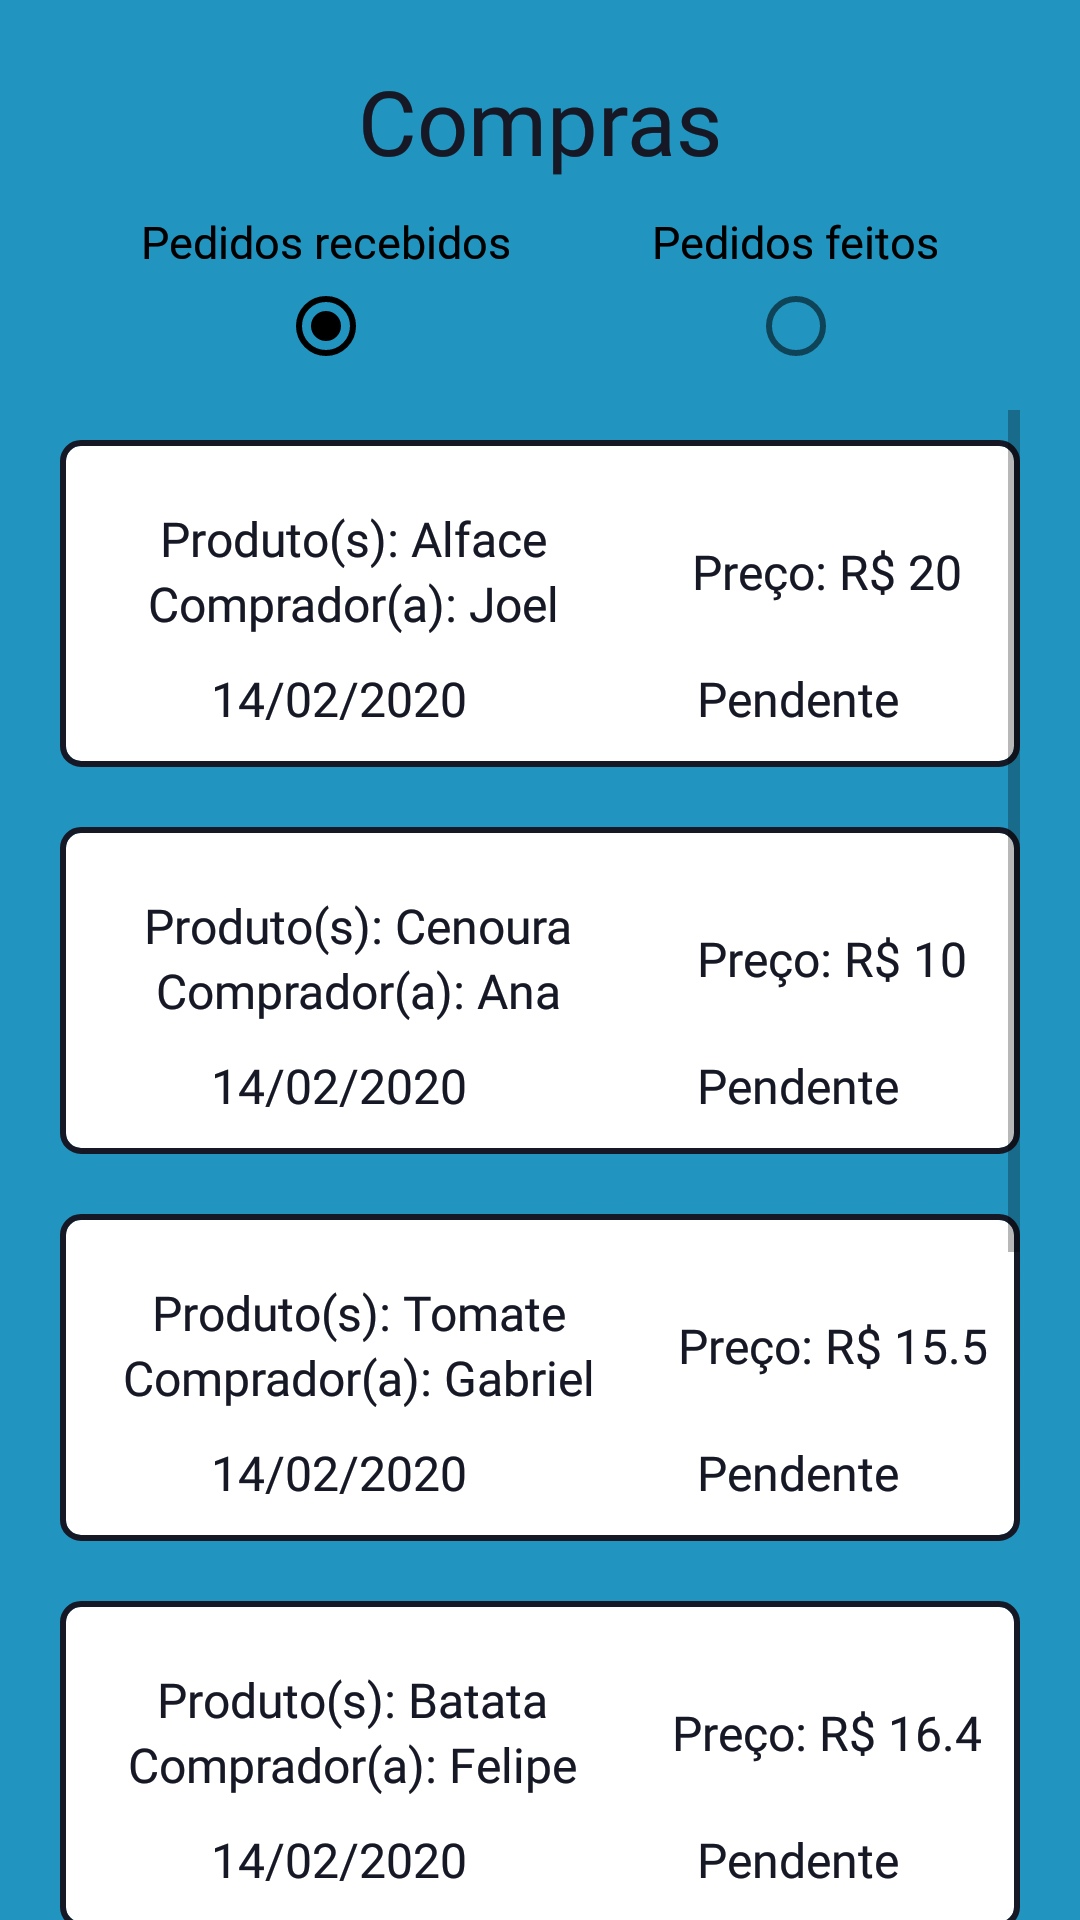 Compras
Pedidos recebidos
Pedidos feitos
Produto(s): Alface
Comprador(a): Joel
Preço: R$ 20
14/02/2020
Pendente
Produto(s): Cenoura
Comprador(a): Ana
Preço: R$ 10
14/02/2020
Pendente
Produto(s): Tomate
Comprador(a): Gabriel
Preço: R$ 15.5
14/02/2020
Pendente
Produto(s): Batata
Comprador(a): Felipe
Preço: R$ 16.4
14/02/2020
Pendente